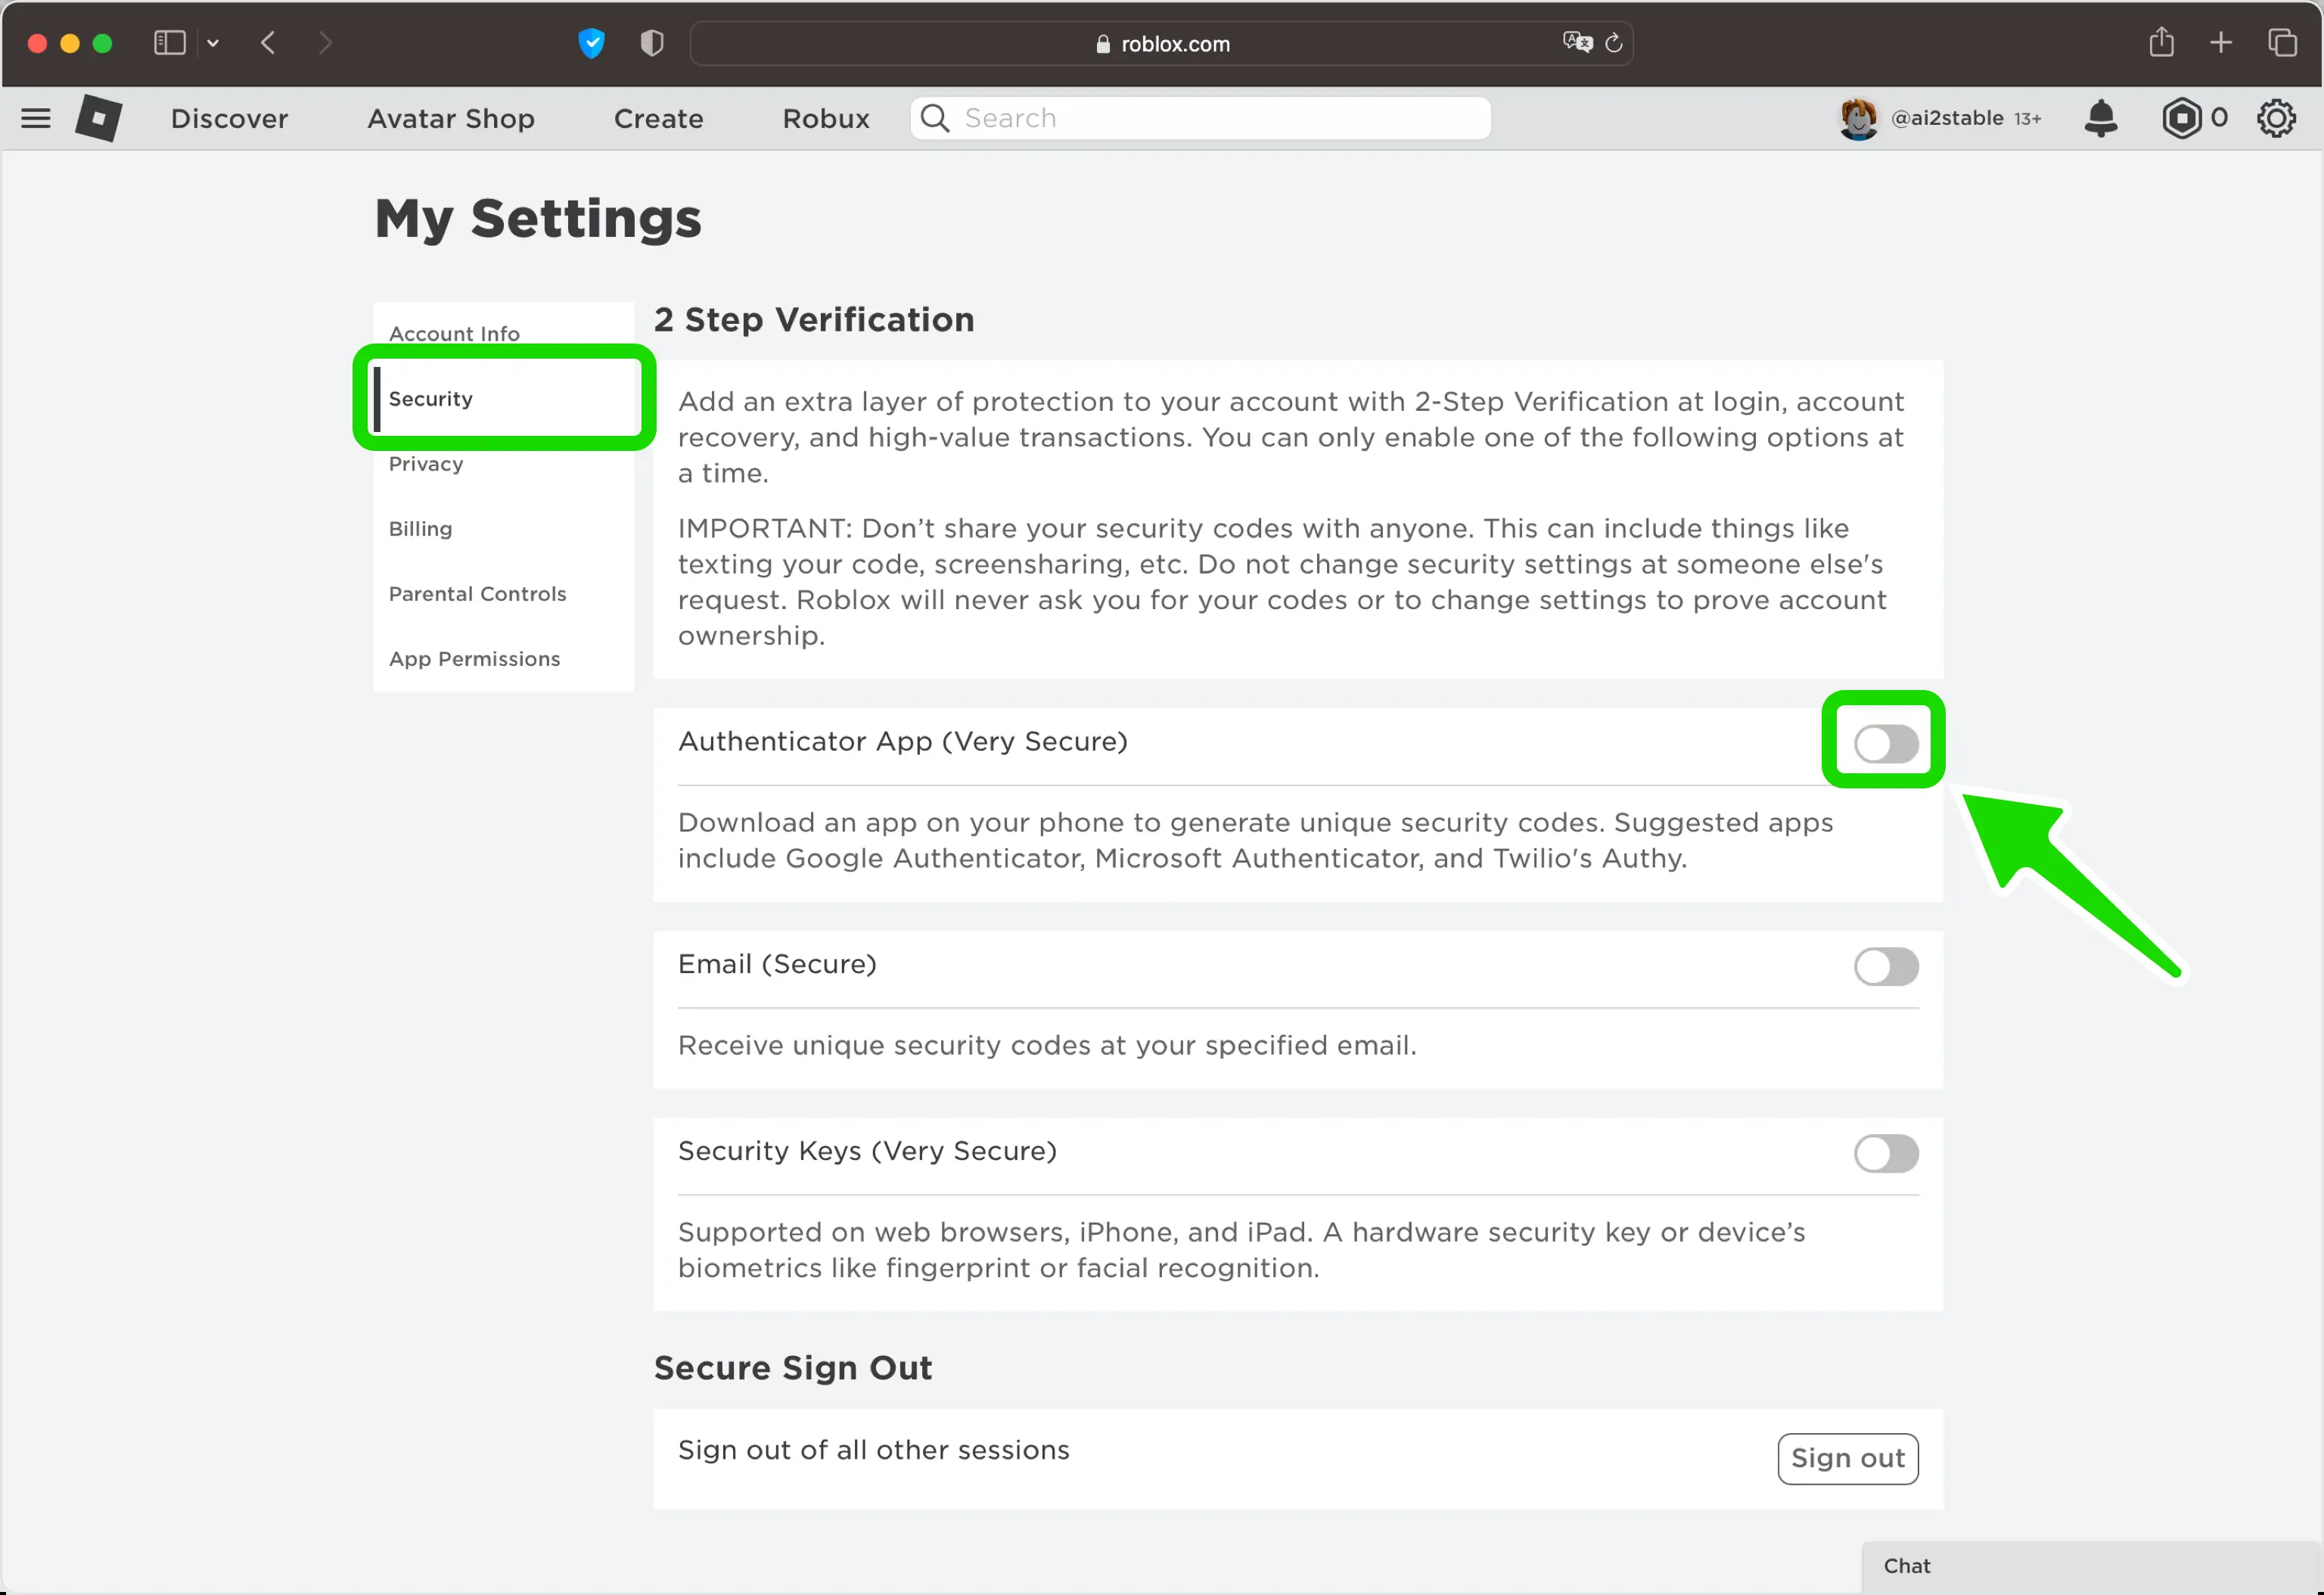 roblox.com
Discover
Avatar Shop
Create
Robux
Search
@ai2stable 13+
0
My Settings
Account Info
Security
Privacy
Billing
Parental Controls
App Permissions
2 Step Verification
Add an extra layer of protection to your account with 2-Step Verification at login, account
recovery, and high-value transactions. You can only enable one of the following options at
a time.
IMPORTANT: Don’t share your security codes with anyone. This can include things like
texting your code, screensharing, etc. Do not change security settings at someone else's
request. Roblox will never ask you for your codes or to change settings to prove account
ownership.
Authenticator App (Very Secure)
Download an app on your phone to generate unique security codes. Suggested apps
include Google Authenticator, Microsoft Authenticator, and Twilio's Authy.
Email (Secure)
Receive unique security codes at your specified email.
Security Keys (Very Secure)
Supported on web browsers, iPhone, and iPad. A hardware security key or device’s
biometrics like fingerprint or facial recognition.
Secure Sign Out
Sign out of all other sessions
Sign out
Chat